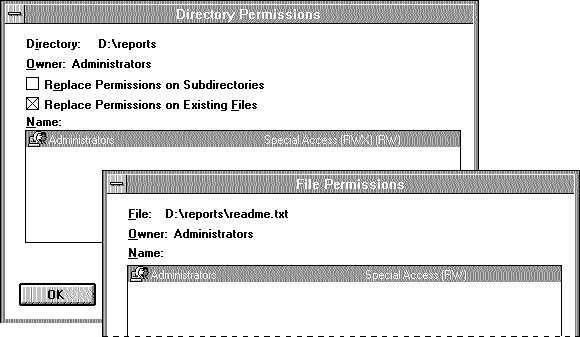 Directory Permissions
Directory: D:\reports
Owner: Administrators
Replace Permissions on Subdirectories
Replace Permissions on Existing Files
Name:
Administrators Special Access (RWX) (RW)
OK
File Permissions
File: D:\reports\readme.txt
Owner: Administrators
Name:
Administrators Special Access (RW)